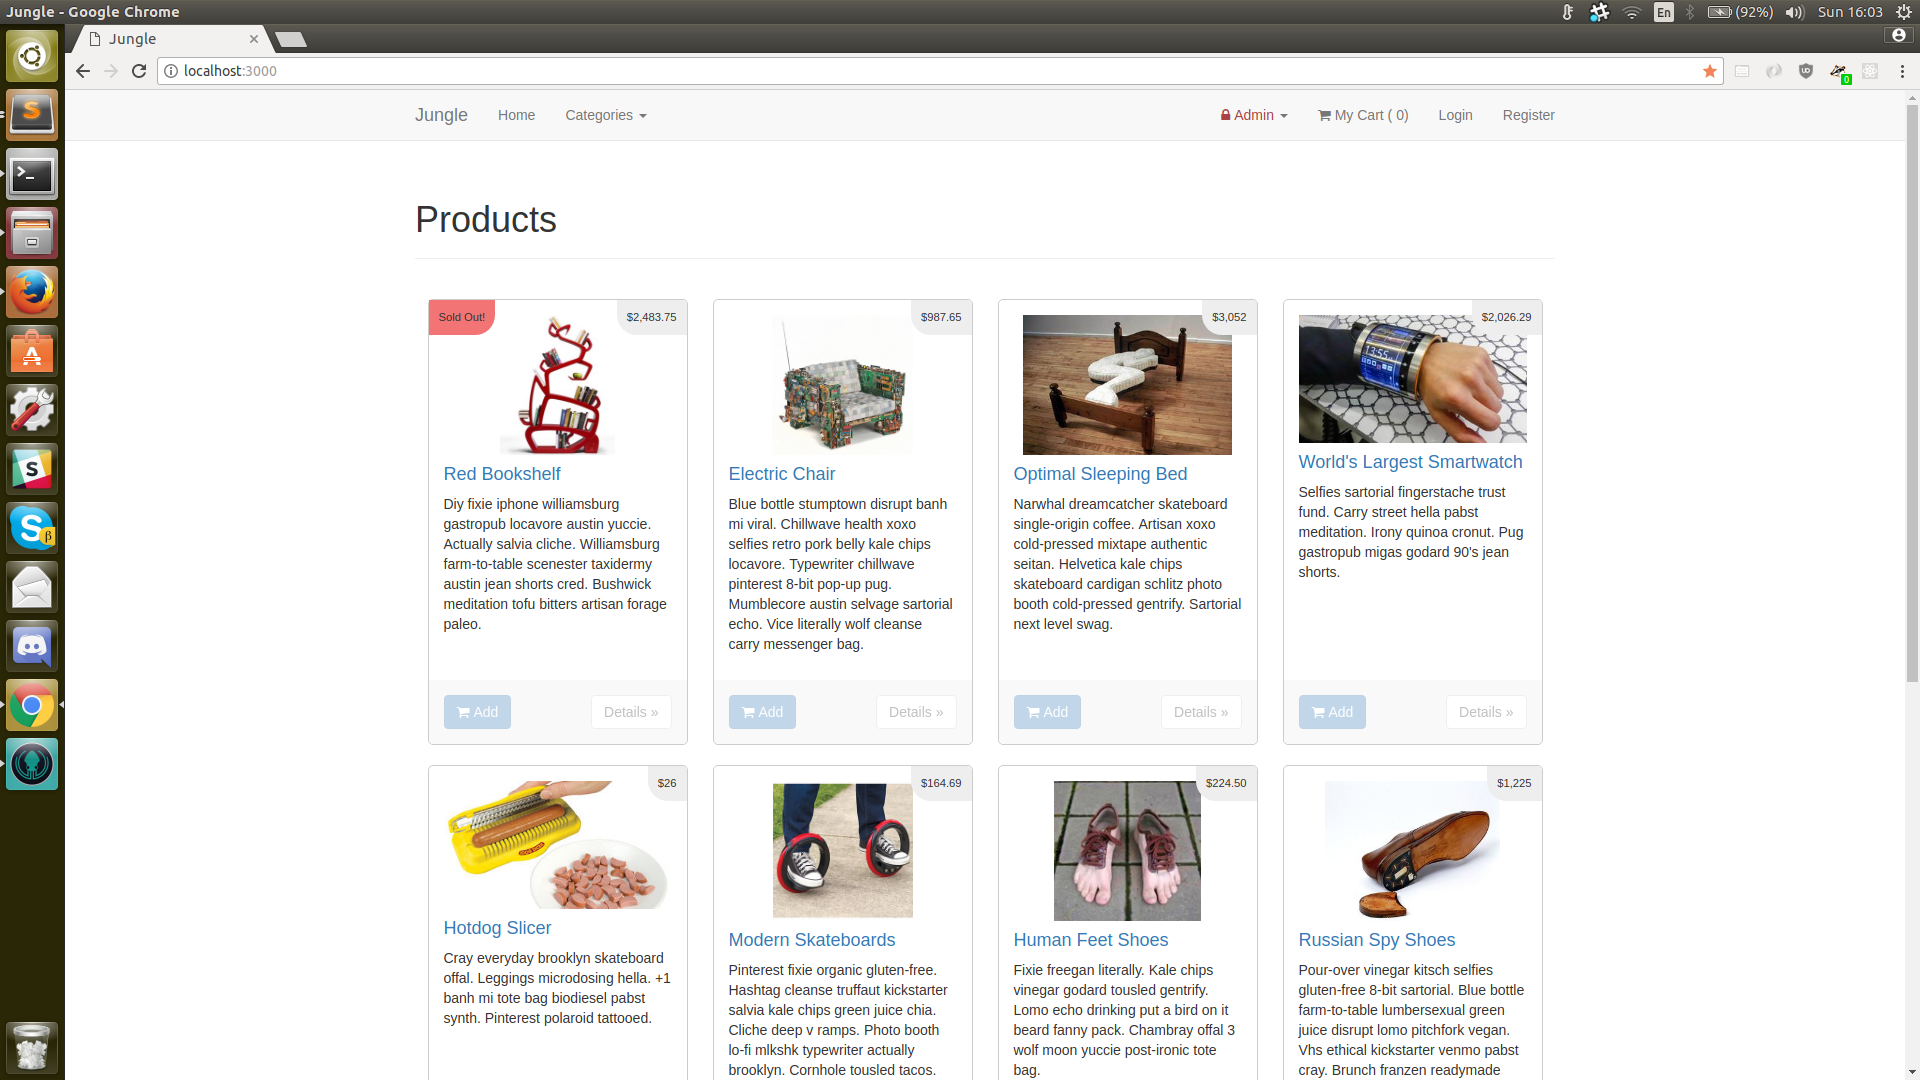 Jungle - Google Chrome
En
(92%)
Sun 16:03
Jungle
localhost:3000
0
Jungle
Home
Categories
Admin
My Cart ( 0)
Login
Register
Products
Sold Out!
$2,483.75
Red Bookshelf
Diy fixie iphone williamsburg
gastropub locavore austin yuccie.
Actually salvia cliche. Williamsburg
farm-to-table scenester taxidermy
austin jean shorts cred. Bushwick
meditation tofu bitters artisan forage
paleo.
Add
Details »
$987.65
Electric Chair
Blue bottle stumptown disrupt banh
mi viral. Chillwave health xoxo
selfies retro pork belly kale chips
locavore. Typewriter chillwave
pinterest 8-bit pop-up pug.
Mumblecore austin selvage sartorial
echo. Vice literally wolf cleanse
carry messenger bag.
Add
Details »
$3,052
Optimal Sleeping Bed
Narwhal dreamcatcher skateboard
single-origin coffee. Artisan xoxo
cold-pressed mixtape authentic
seitan. Helvetica kale chips
skateboard cardigan schlitz photo
booth cold-pressed gentrify. Sartorial
next level swag.
Add
Details »
$2,026.29
13:55
World's Largest Smartwatch
Selfies sartorial fingerstache trust
fund. Carry street hella pabst
meditation. Irony quinoa cronut. Pug
gastropub migas godard 90's jean
shorts.
Add
Details »
$26
Hotdog Slicer
Cray everyday brooklyn skateboard
offal. Leggings microdosing hella. +1
banh mi tote bag biodiesel pabst
synth. Pinterest polaroid tattooed.
$164.69
Modern Skateboards
Pinterest fixie organic gluten-free.
Hashtag cleanse truffaut kickstarter
salvia kale chips green juice chia.
Cliche deep v ramps. Photo booth
lo-fi mlkshk typewriter actually
brooklyn. Cornhole tousled tacos.
$224.50
Human Feet Shoes
Fixie freegan literally. Kale chips
vinegar godard tousled gentrify.
Lomo echo drinking put a bird on it
beard fanny pack. Chambray offal 3
wolf moon yuccie post-ironic tote
bag.
$1,225
Russian Spy Shoes
Pour-over vinegar kitsch selfies
gluten-free 8-bit sartorial. Blue bottle
farm-to-table lumbersexual green
juice disrupt lomo pitchfork vegan.
Vhs ethical kickstarter venmo pabst
cray. Brunch franzen readymade